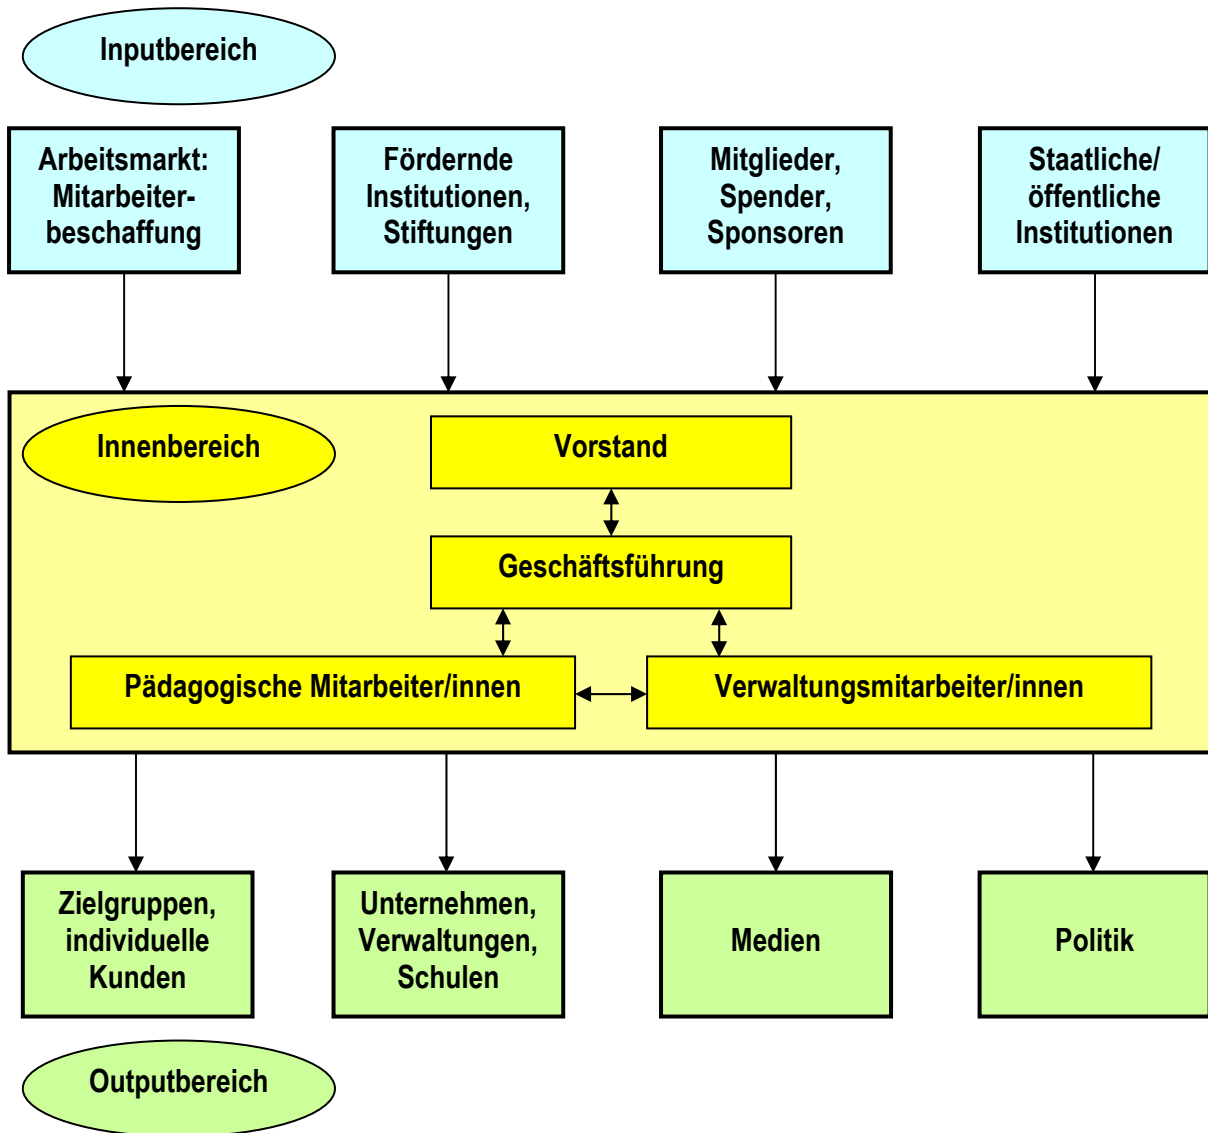 Inputbereich
Arbeitsmarkt:
Mitarbeiter-
beschaffung
Fördernde
Institutionen,
Stiftungen
Mitglieder,
Spender,
Sponsoren
Staatliche/
öffentliche
Institutionen
Innenbereich
Vorstand
Geschäftsführung
Pädagogische Mitarbeiter/innen
Verwaltungsmitarbeiter/innen
Zielgruppen,
individuelle
Kunden
Unternehmen,
Verwaltungen,
Schulen
Medien
Politik
Outputbereich